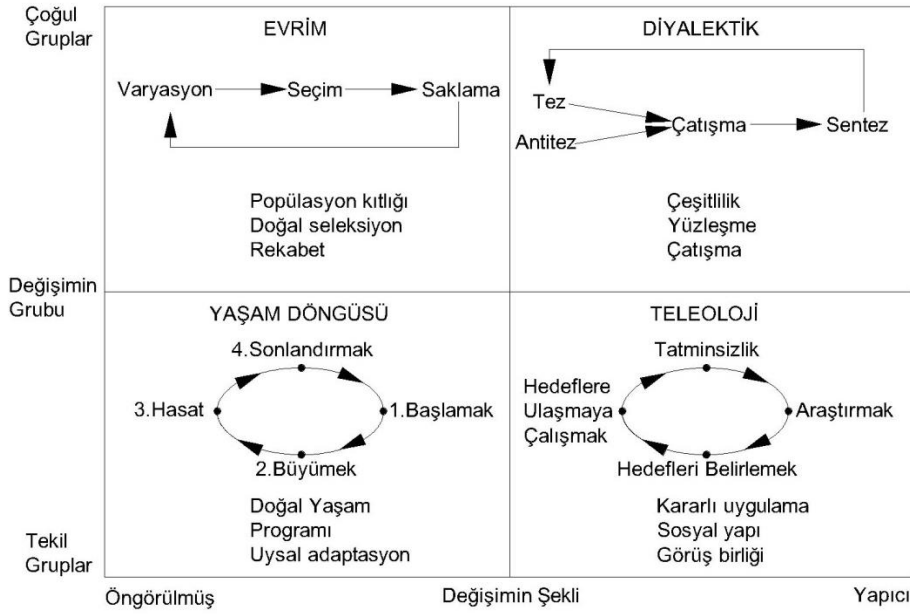 Çoğul
Gruplar
EVRİM
Varyasyon Seçim Saklama
Popülasyon kıtlığı
Doğal seleksiyon
Rekabet
DİYALEKTİK
Tez
Antitez
Çatışma
Sentez
Çeşitlilik
Yüzleşme
Çatışma
Değişimin
Grubu
YAŞAM DÖNGÜSÜ
4.Sonlandırmak
3.Hasat
1.Başlamak
2.Büyümek
Doğal Yaşam
Programı
Uysal adaptasyon
TELEOLOJİ
Tatminsizlik
Hedeflere
Ulaşmaya
Çalışmak
Araştırmak
Hedefleri Belirlemek
Kararlı uygulama
Sosyal yapı
Görüş birliği
Tekil
Gruplar
Öngörülmüş Değişimin Şekli Yapıcı